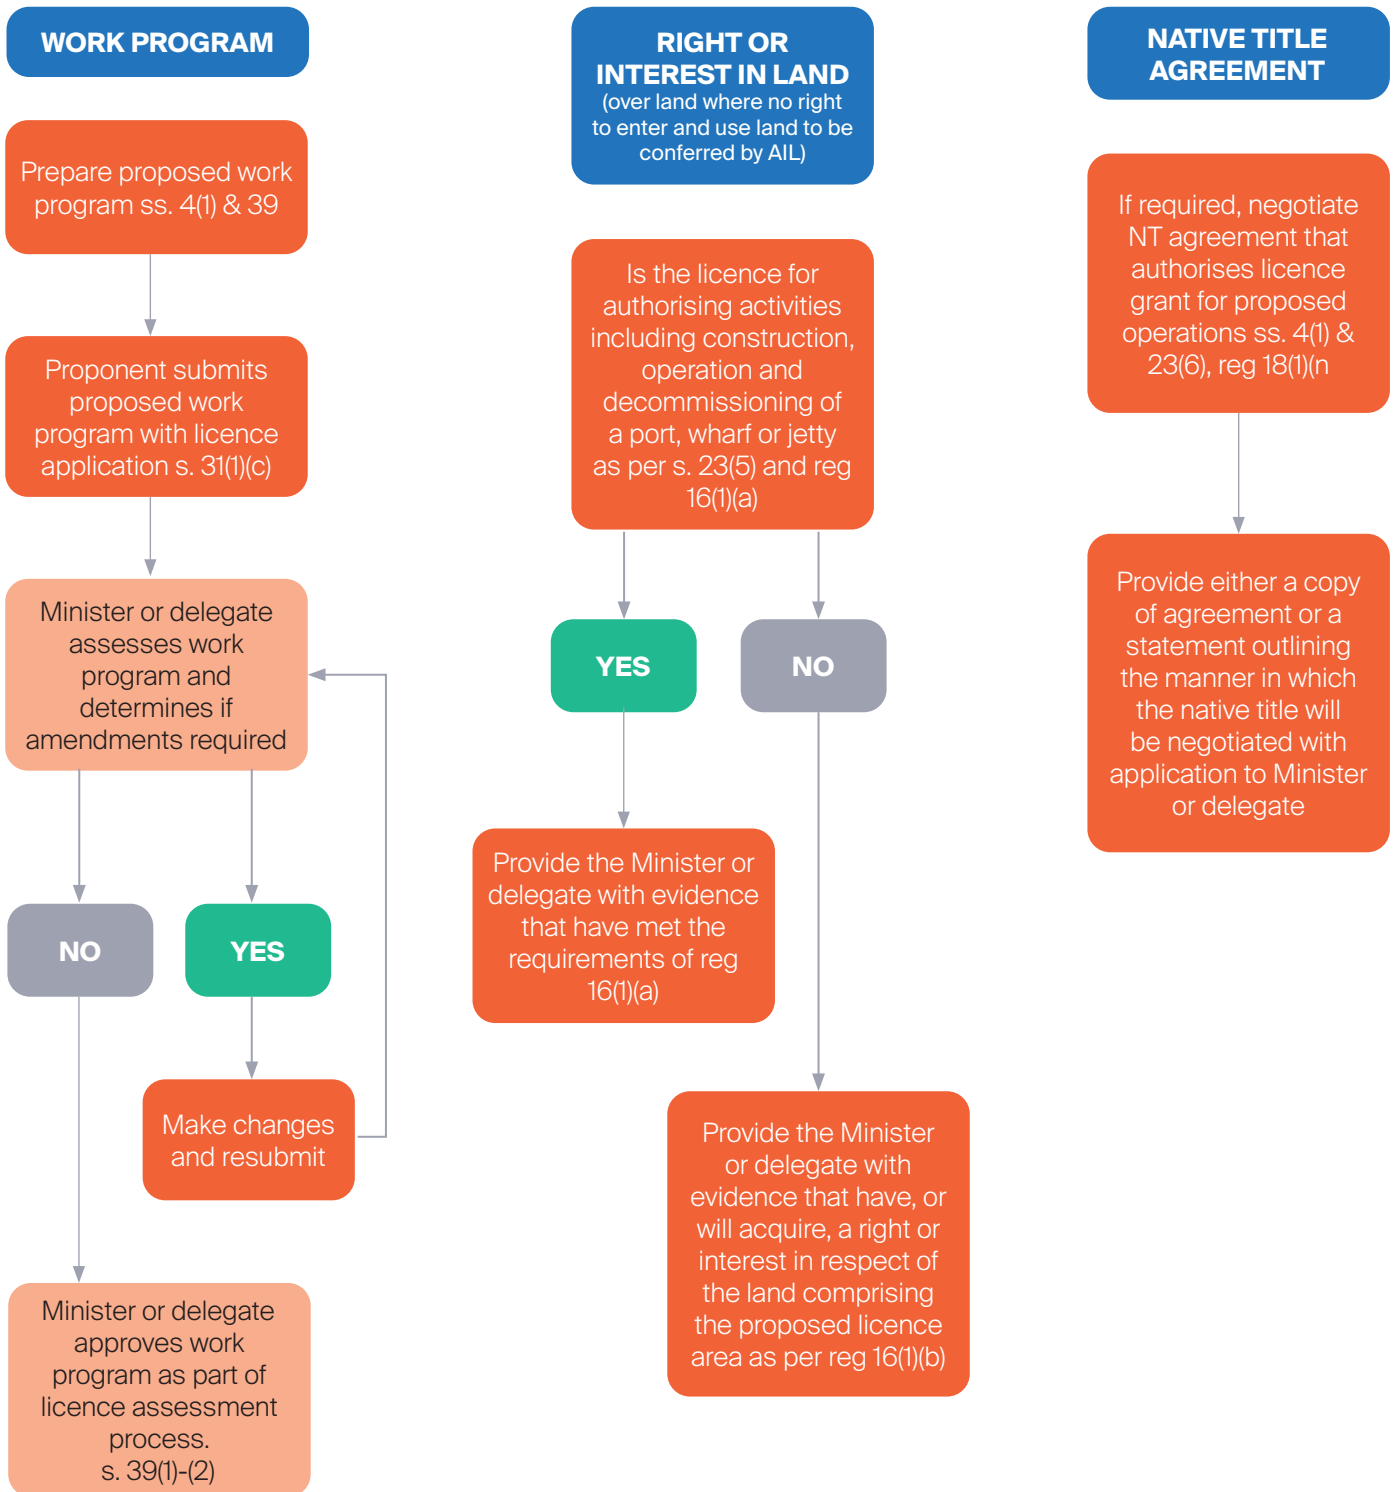 WORK PROGRAM
Prepare proposed work
program ss. 4(1) & 39
Proponent submits
proposed work
program with licence
application s. 31(1)(c)
Minister or delegate
assesses work
program and
determines if
amendments required
NO
YES
Make changes
and resubmit
Minister or delegate
approves work
program as part of
licence assessment
process.
s. 39(1)-(2)
RIGHT OR
INTEREST IN LAND
(over land where no right
to enter and use land to be
conferred by AIL)
Is the licence for
authorising activities
including construction,
operation and
decommissioning of
a port, wharf or jetty
as per s. 23(5) and reg
16(1)(a)
YES
NO
Provide the Minister or
delegate with evidence
that have met the
requirements of reg
16(1)(a)
Provide the Minister
or delegate with
evidence that have, or
will acquire, a right or
interest in respect of
the land comprising
the proposed licence
area as per reg 16(1)(b)
NATIVE TITLE
AGREEMENT
If required, negotiate
NT agreement that
authorises licence
grant for proposed
operations ss. 4(1) &
23(6), reg 18(1)(n
Provide either a copy
of agreement or a
statement outlining
the manner in which
the native title will
be negotiated with
application to Minister
or delegate